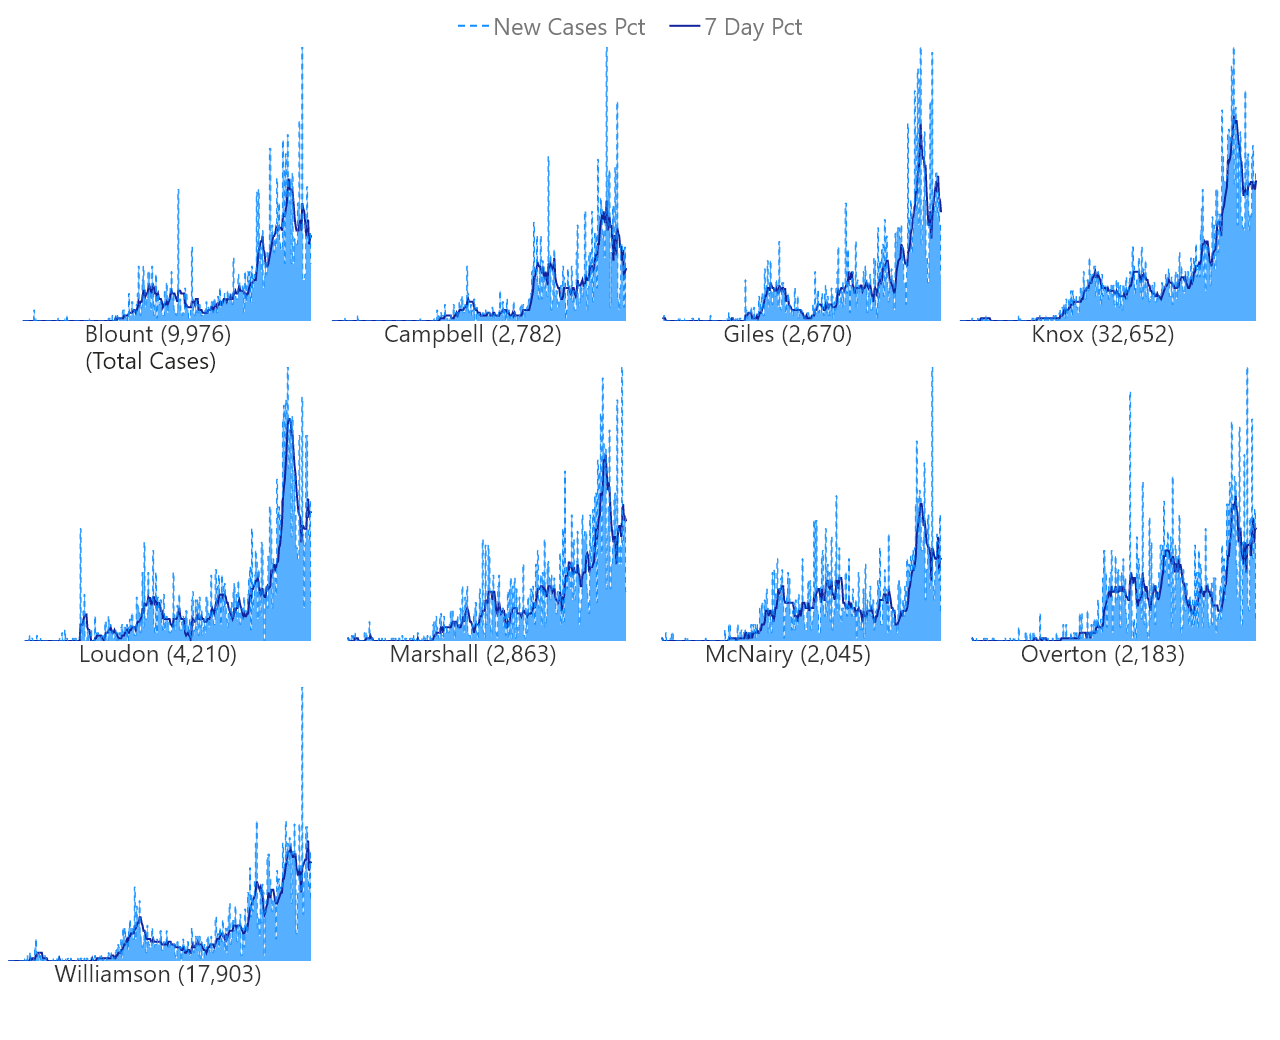 New Cases Pct 7 Day Pct
Blount (9,976) Campbell (2,782) Giles (2,670) Knox (32,652)
(Total Cases)
Loudon (4,210) Marshall (2,863) McNairy (2,045) Overton (2,183)
Williamson (17,903)